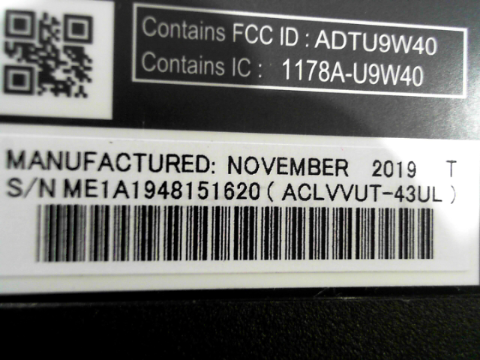 Contains FCC ID : ADTU9W40
Contains IC : 1178A-U9W40
MANUFACTURED: NOVEMBER 2019 T
S/N ME1A1948151620 ( ACLVVUT-43UL )